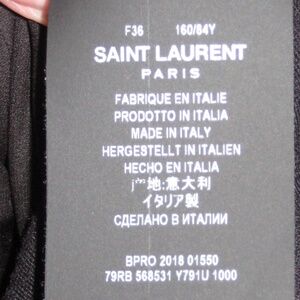 F36 160/84Y
SAINT LAURENT
PARIS
FABRIQUE EN ITALIE
PRODOTTO IN ITALIA
MADE IN ITALY
HERGESTELLT IN ITALIEN
HECHO EN ITALIA
地:意大利
イタリア製
СДЕЛАНО В ИТАЛИИ
BPRO 2018 01550
79RB 568531 Y791U 1000